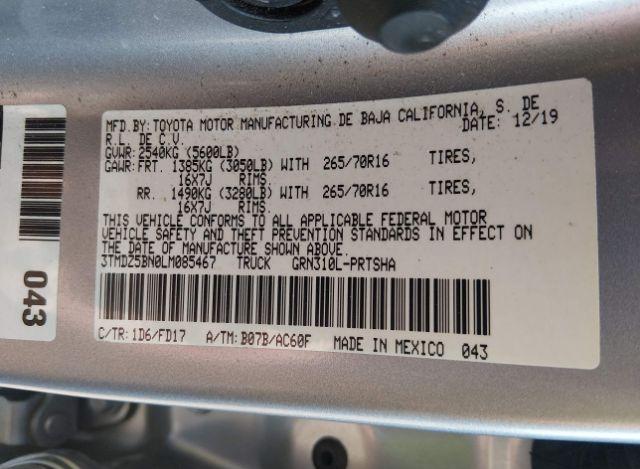 MFD.BY:TOYOTA MOTOR MANUFACTURING DE BAJA CALIFORNIA, S. DE
R.L. DE C.V. DATE: 12/19
GVWR:2540KG (5600LB)
GAWR:FRT. 1385KG (3050LB) WITH 265/70R16 TIRES,
16X7J RIMS
RR. 1490KG (3280LB) WITH 265/70R16 TIRES,
16X7J RIMS
THIS VEHICLE CONFORMS TO ALL APPLICABLE FEDERAL MOTOR
VEHICLE SAFETY AND THEFT PREVENTION STANDARDS IN EFFECT ON
THE DATE OF MANUFACTURE SHOWN ABOVE.
3TMDZ5BN0LM085467 TRUCK GRN310L-PRTSHA
C/TR:1D6/FD17 A/TM:B07B/AC60F MADE IN MEXICO 043
043